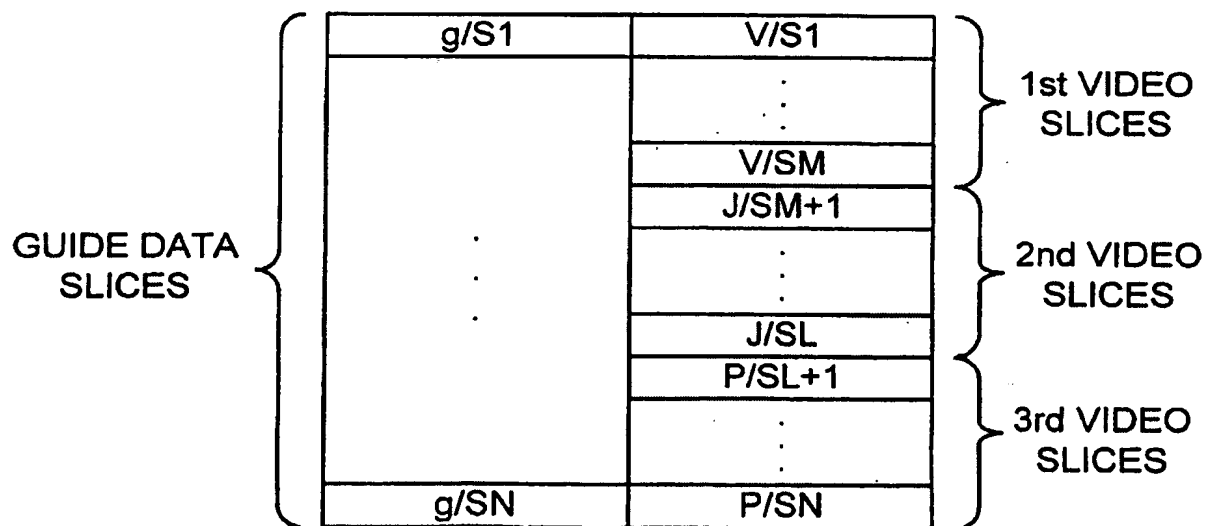 g/S1 V/S1
1st VIDEO
SLICES
V/SM
J/SM+1
GUIDE DATA
SLICES
2nd VIDEO
SLICES
J/SL
P/SL+1
3rd VIDEO
SLICES
g/SN P/SN